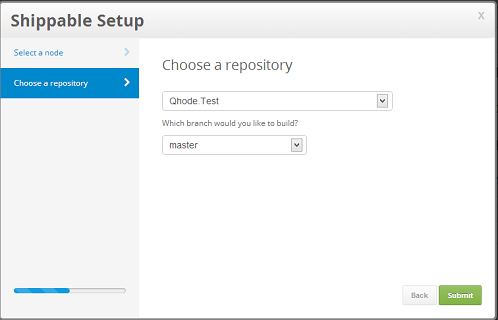 Shippable Setup
x
Select a node
Choose a repository
Choose a repository
Qhode.Test
Which branch would you like to build?
master
Back
Submit